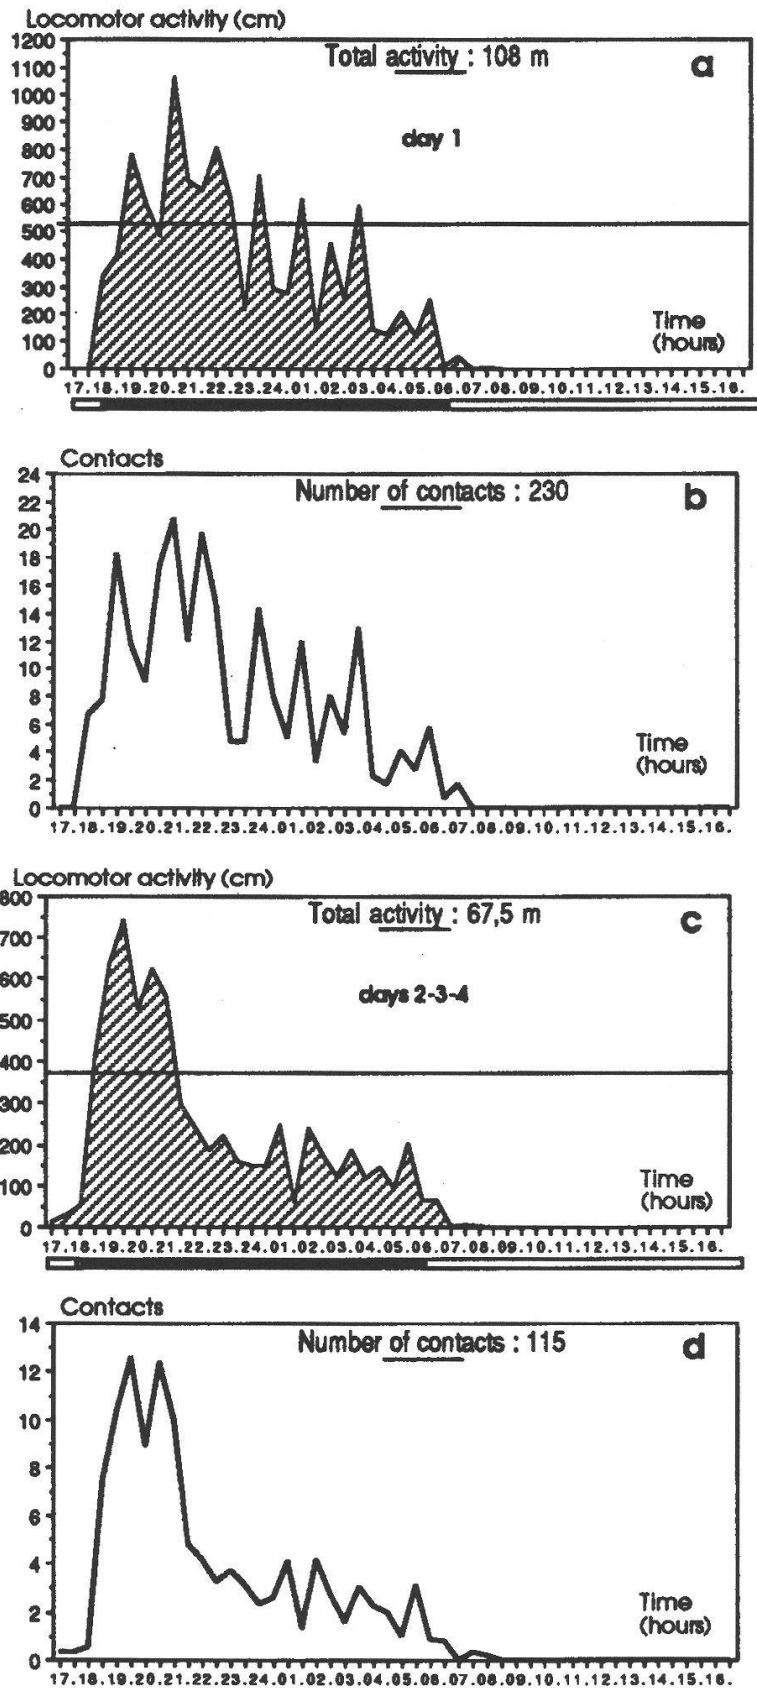 Locomotor activity (cm)
1200
Total activity : 108 m
a
1100
1000
900
day 1
800
700
600
500
400
300
Time
(hours)
200
100
0
17.18.19.20.21.22.23.24.01.02.03.04.05.06.07.08.09.10.11.12.13.14.15.16.
Contacts
24
Number of contacts : 230
b
22
20
18
16
14
12
10
8
6
Time
(hours)
4
2
0
17.18.19.20.21.22.23.24.01.02.03.04.05.06.07.08.09.10.11.12.13.14.15.16.
Locomotor activity (cm)
800
Total activity : 67,5 m
c
700
600
days 2-3-4
500
400
300
200
Time
(hours)
100
0
17.18.19.20.21.22.23.24.01.02.03.04.05.06.07.08.09.10.11.12.13.14.15.16.
Contacts
14
Number of contacts : 115
d
12
10
8
6
4
2
Time
(hours)
0
17.18.19.20.21.22.23.24.01.02.03.04.05.06.07.08.09.10.11.12.13.14.15.16.